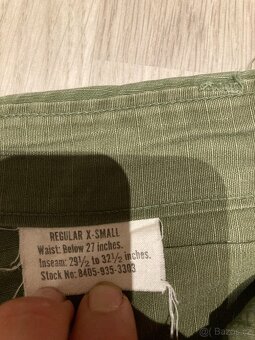 REGULAR X-SMALL
Waist: Below 27 inches.
Inseam: 29½ to 32½ inches.
Stock No: 8405-935-3303
Bazoš.cz